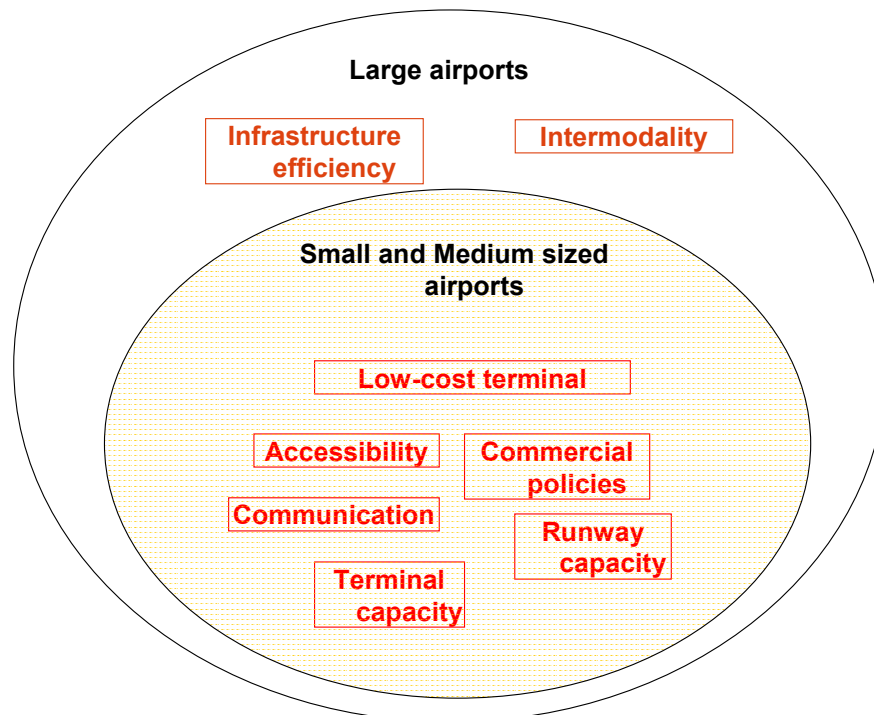 Large airports
Infrastructure
efficiency
Intermodality
Small and Medium sized
airports
Low-cost terminal
Accessibility
Commercial
policies
Communication
Runway
capacity
Terminal
capacity